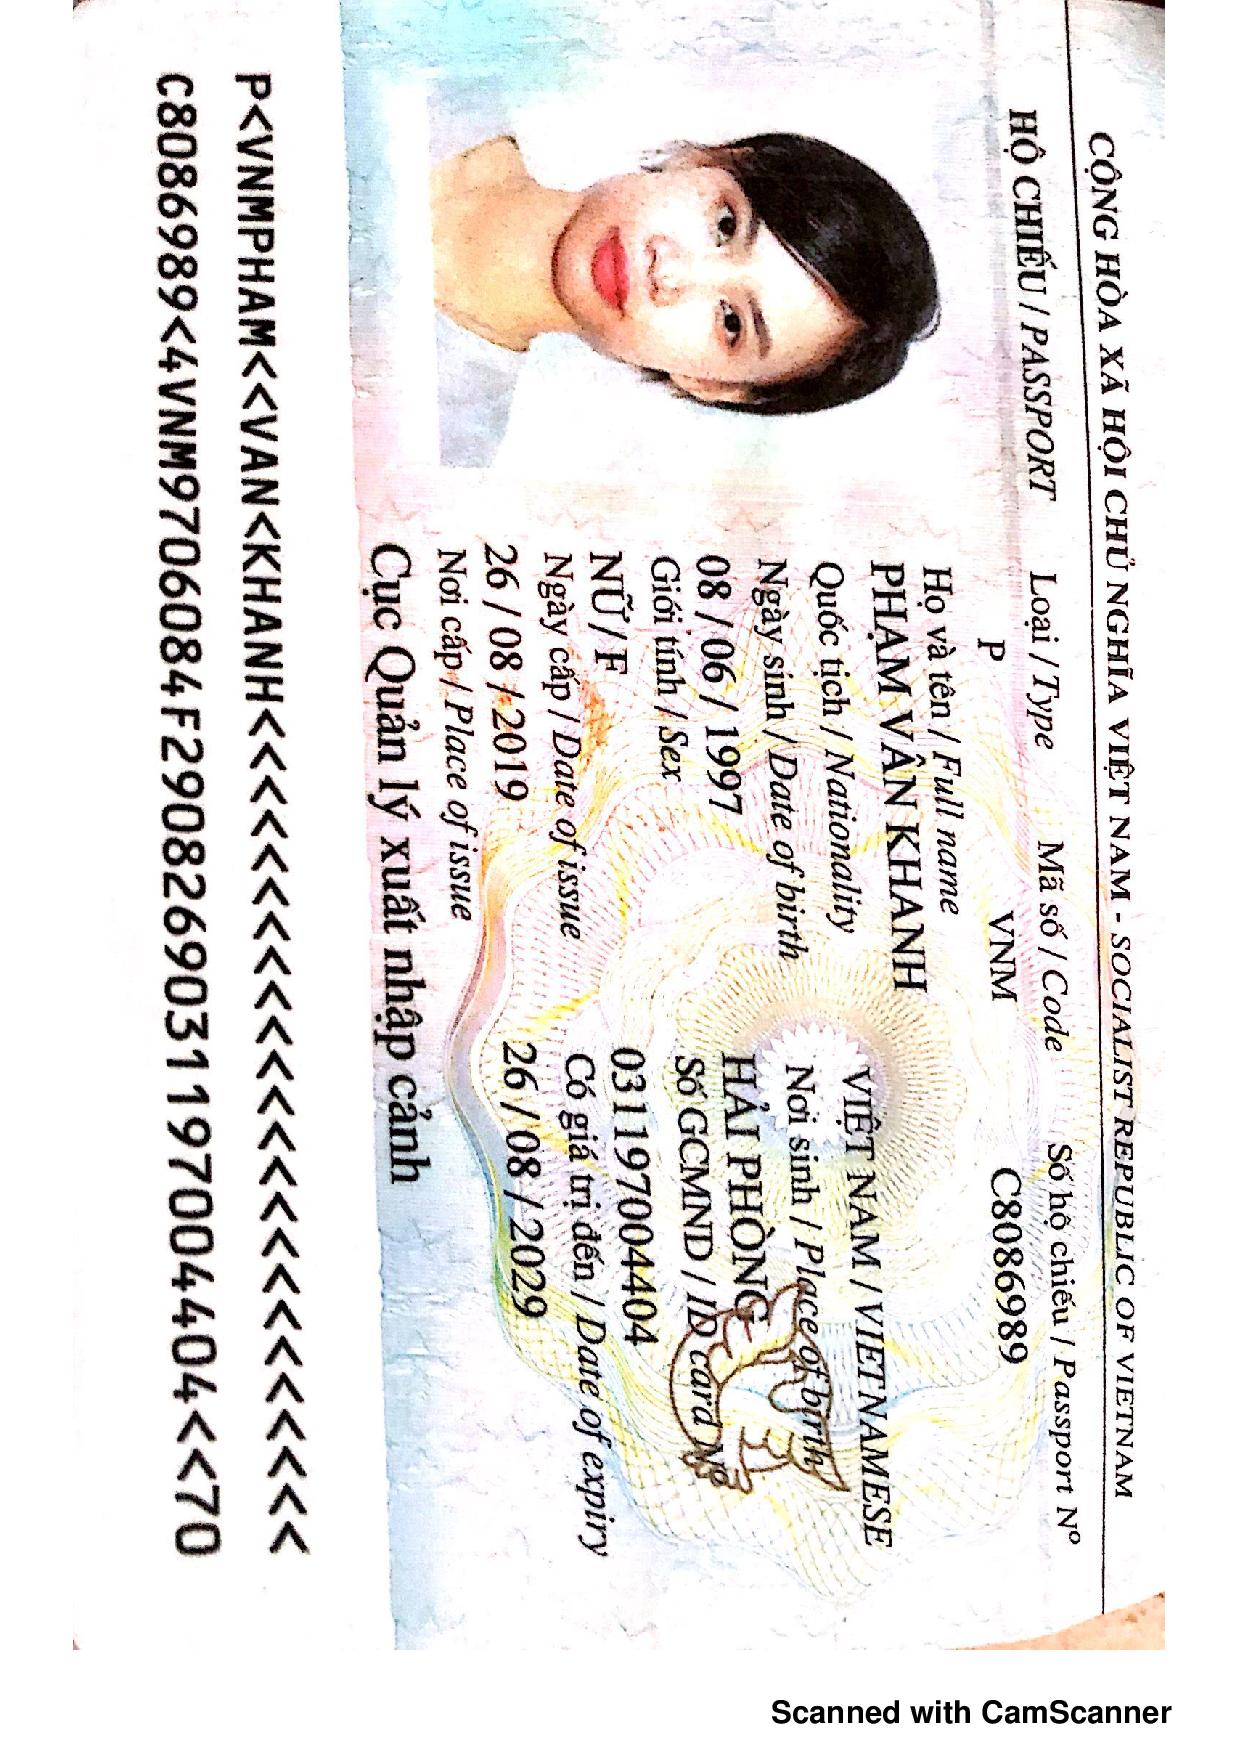 CỘNG HÒA XÃ HỘI CHỦ NGHĨA VIỆT NAM - SOCIALIST REPUBLIC OF VIETNAM
HỘ CHIẾU / PASSPORT Loại / Type Mã số / Code Số hộ chiếu / Passport Nº
P VNM C8086989
Họ và tên / Full name
PHẠM VÂN KHANH
Quốc tịch / Nationality VIỆT NAM / VIETNAMESE
Ngày sinh / Date of birth Nơi sinh / Place of birth
08 / 06 / 1997 HẢI PHÒNG
Giới tính / Sex Số GCMND / ID card Nº
NỮ / F 031197004404
Ngày cấp / Date of issue Có giá trị đến / Date of expiry
26 / 08 / 2019 26 / 08 / 2029
Nơi cấp / Place of issue
Cục Quản lý xuất nhập cảnh
P<VNMPHAM<<VAN<KHANH<<<<<<<<<<<<<<<<<<<<<<<<
C8086989<4VNM9706084F2908269031197004404<<70
Scanned with CamScanner